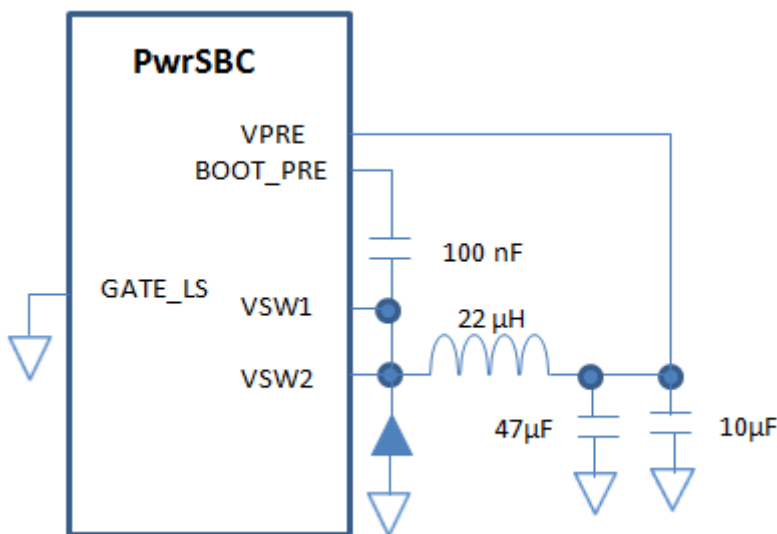 PwrSBC
VPRE
BOOT_PRE
100 nF
GATE_LS
VSW1
22 µH
VSW2
47µF
10µF